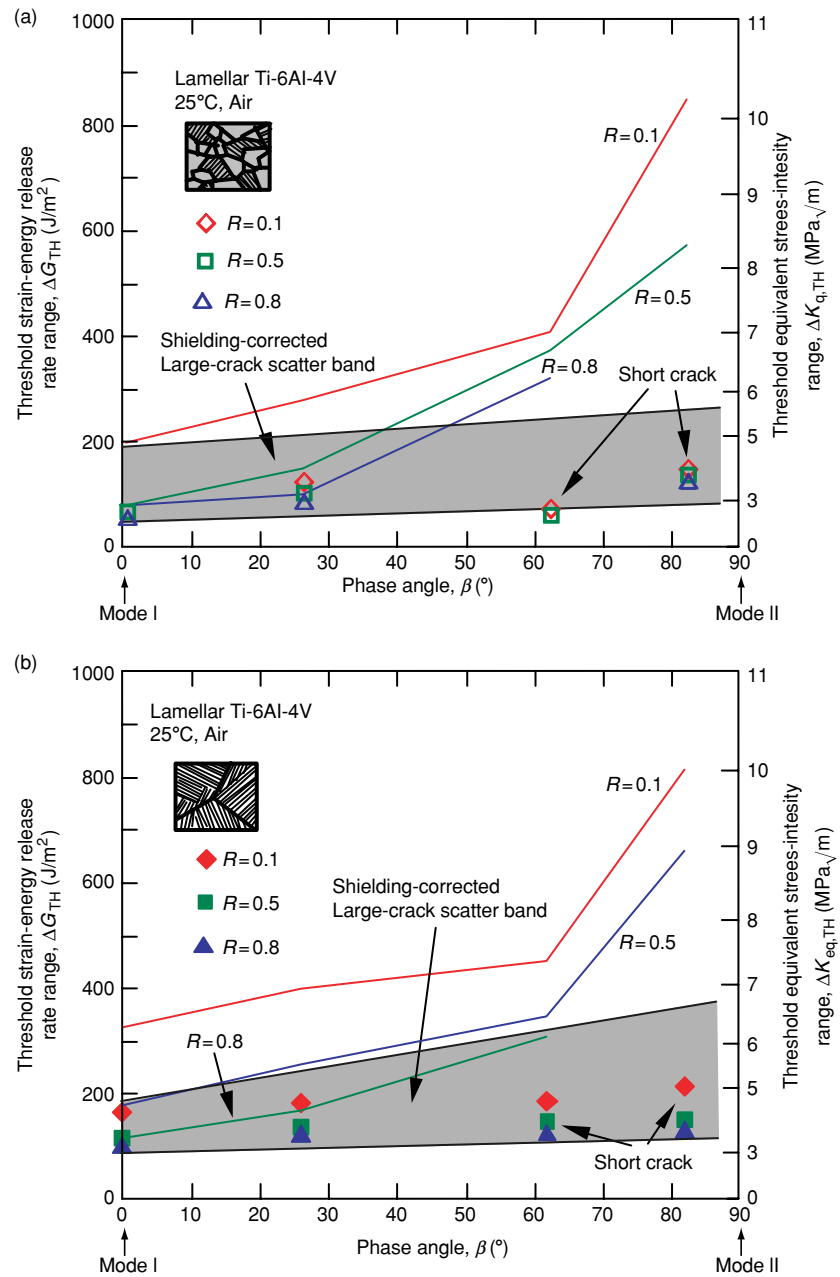 (a)
1000
800
600
400
200
0
Threshold strain-energy release
rate range, ΔG_TH (J/m²)
Lamellar Ti-6Al-4V
25°C, Air
R=0.1
R=0.5
R=0.8
Shielding-corrected
Large-crack scatter band
R=0.1
R=0.5
R=0.8
Short crack
11
10
9
8
7
6
5
3
0
Threshold equivalent strees-intesity
range, ΔK_q,TH (MPa√m)
0 10 20 30 40 50 60 70 80 90
Phase angle, β (°)
Mode I
Mode II
(b)
1000
800
600
400
200
0
Threshold strain-energy release
rate range, ΔG_TH (J/m²)
Lamellar Ti-6Al-4V
25°C, Air
R=0.1
R=0.5
R=0.8
Shielding-corrected
Large-crack scatter band
R=0.1
R=0.5
R=0.8
Short crack
11
10
9
8
7
6
5
3
0
Threshold equivalent strees-intesity
range, ΔK_eq,TH (MPa√m)
0 10 20 30 40 50 60 70 80 90
Phase angle, β (°)
Mode I
Mode II